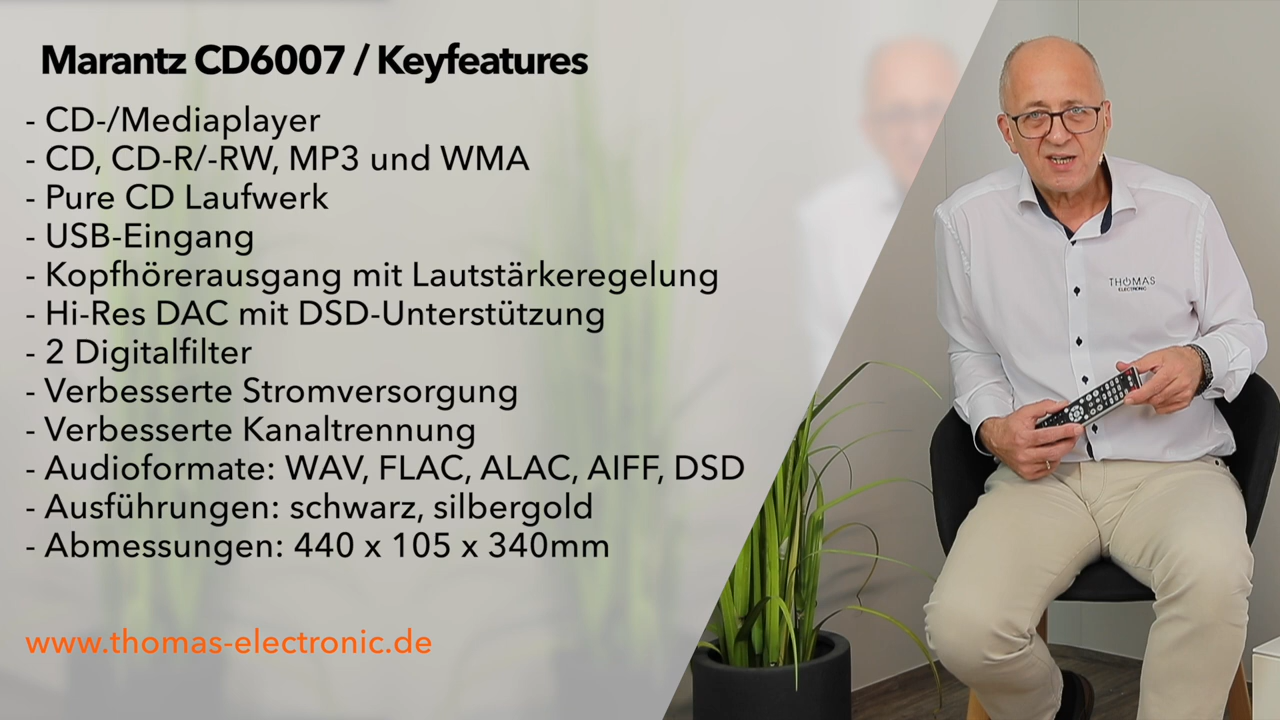 Marantz CD6007 / Keyfeatures
- CD-/Mediaplayer
- CD, CD-R/-RW, MP3 und WMA
- Pure CD Laufwerk
- USB-Eingang
- Kopfhörerausgang mit Lautstärkeregelung
- Hi-Res DAC mit DSD-Unterstützung
- 2 Digitalfilter
- Verbesserte Stromversorgung
- Verbesserte Kanaltrennung
- Audioformate: WAV, FLAC, ALAC, AIFF, DSD
- Ausführungen: schwarz, silbergold
- Abmessungen: 440 x 105 x 340mm
www.thomas-electronic.de
THOMAS
ELECTRONIC